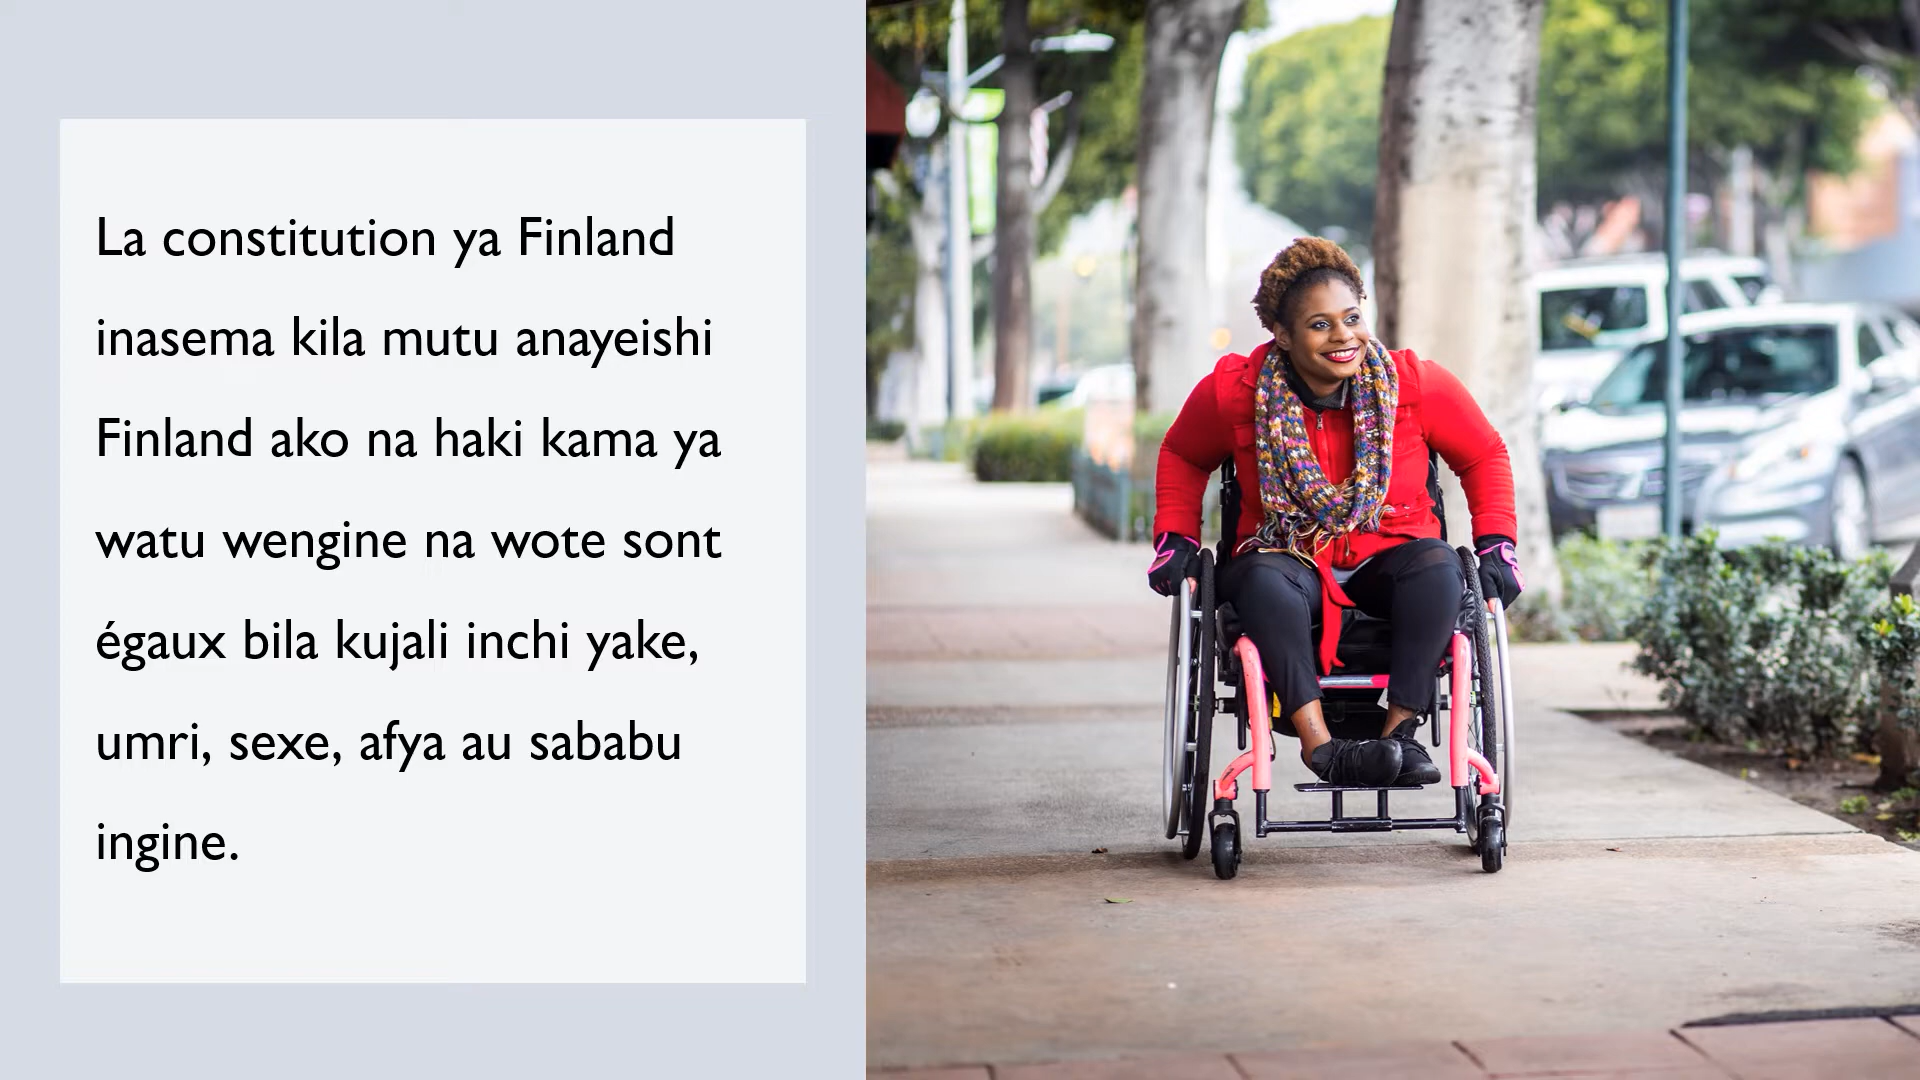 La constitution ya Finland
inasema kila mutu anayeishi
Finland ako na haki kama ya
watu wengine na wote sont
égaux bila kujali inchi yake,
umri, sexe, afya au sababu
ingine.